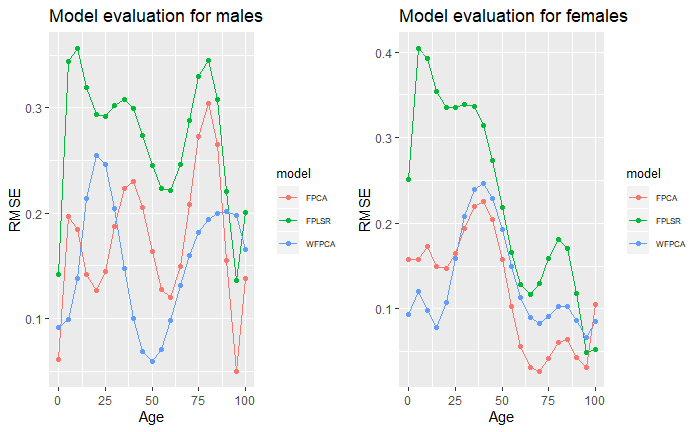 Model evaluation for males
RMSE
0.3
0.2
0.1
0
25
50
75
100
Age
model
FPCA
FPLSR
WFPCA
Model evaluation for females
RMSE
0.4
0.3
0.2
0.1
0
25
50
75
100
Age
model
FPCA
FPLSR
WFPCA